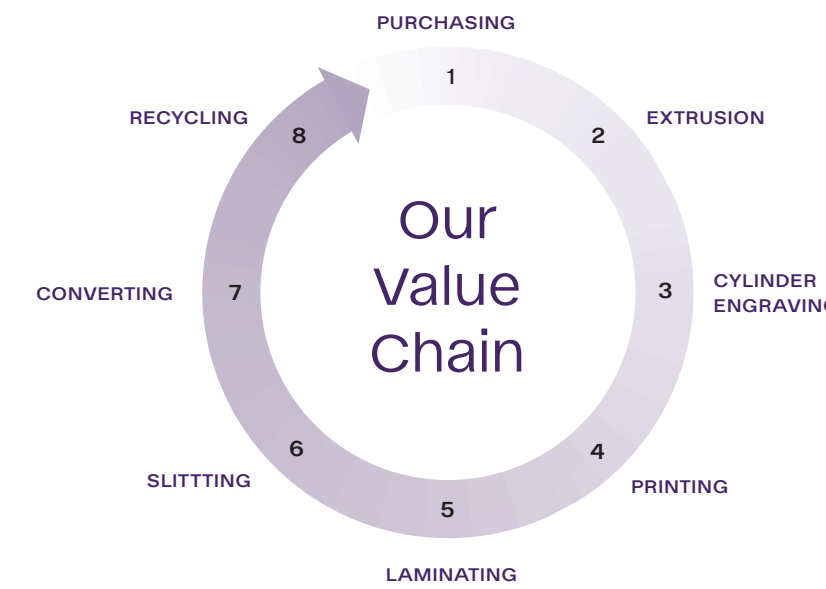 PURCHASING
1
EXTRUSION
2
CYLINDER
ENGRAVING
3
PRINTING
4
LAMINATING
5
SLITTTING
6
CONVERTING
7
RECYCLING
8
Our
Value
Chain